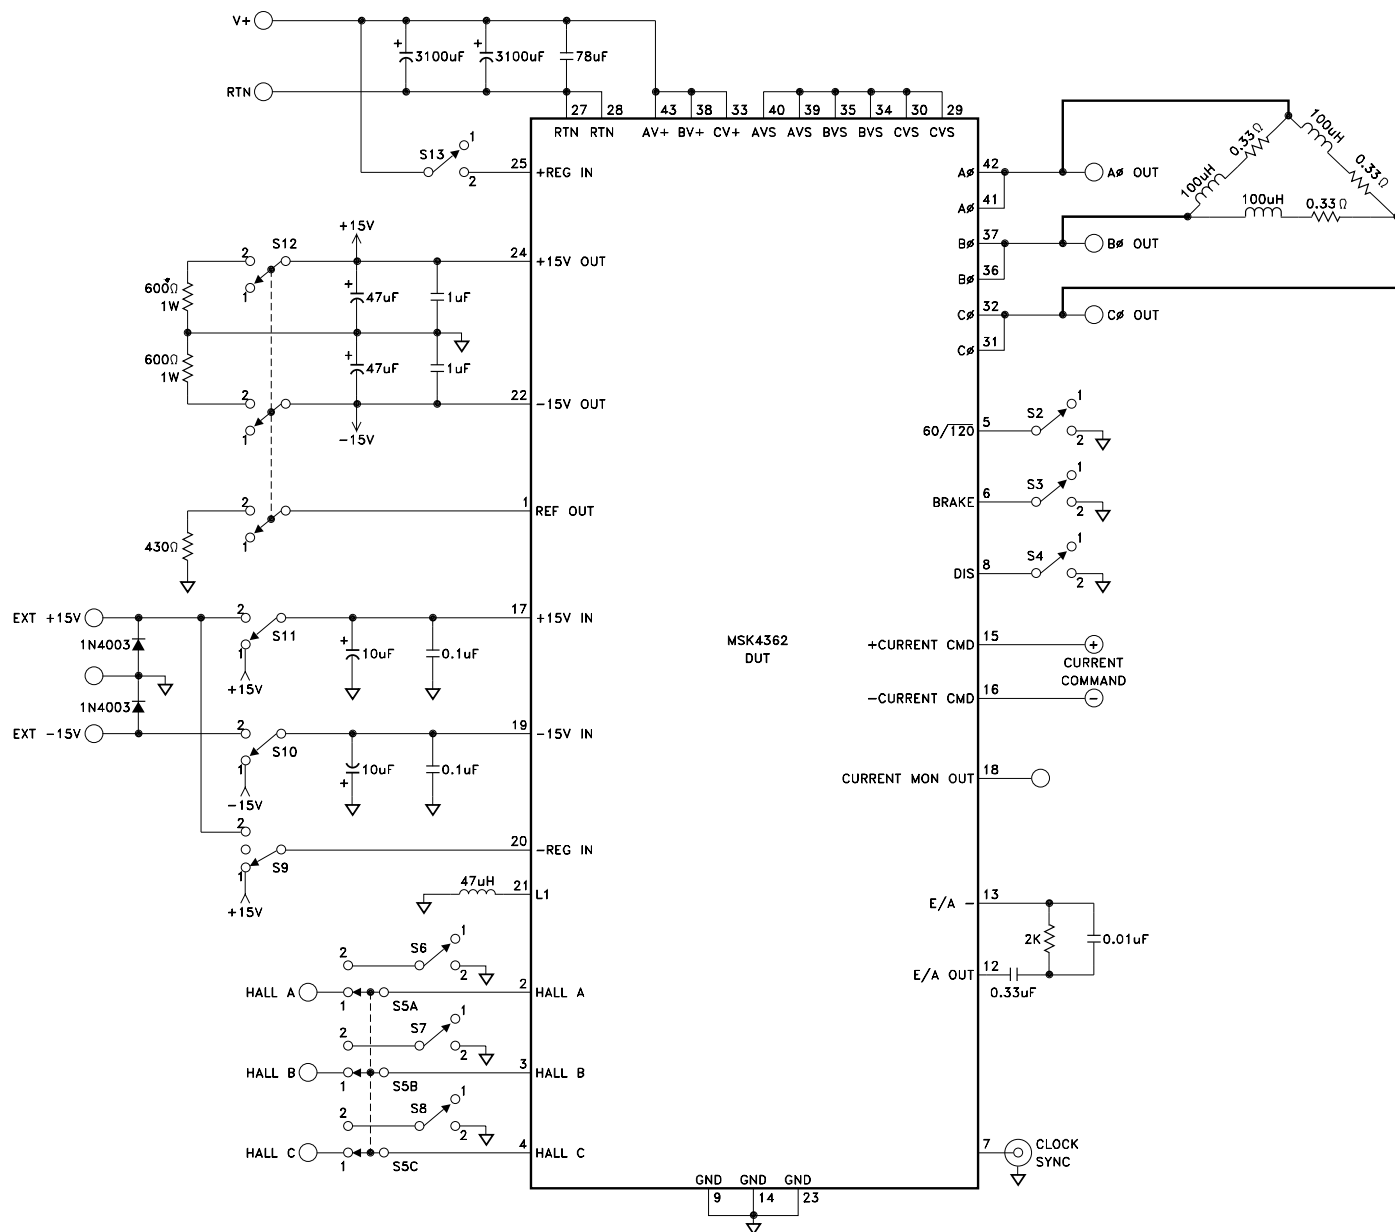 V+
+ 3100uF
+ 3100uF
78uF
RTN
27 28 43 38 33 40 39 35 34 30 29
RTN RTN AV+ BV+ CV+ AVS AVS BVS BVS CVS CVS
S13 1 2
25 +REG IN
42 AØ
AØ OUT
41 AØ
37 BØ
BØ OUT
36 BØ
32 CØ
CØ OUT
31 CØ
100uH 0.33Ω
100uH 0.33Ω
100uH 0.33Ω
+15V
S12
2 1
24 +15V OUT
600Ω
1W
+ 47uF
1uF
600Ω
1W
+ 47uF
1uF
2 1
22 -15V OUT
-15V
2 1
1 REF OUT
430Ω
60/120 5 S2 1 2
BRAKE 6 S3 1 2
DIS 8 S4 1 2
EXT +15V
1N4003
1N4003
EXT -15V
2 1 S11
+15V
+ 10uF
0.1uF
17 +15V IN
2 1 S10
-15V
10uF +
0.1uF
19 -15V IN
2 1 S9
+15V
20 -REG IN
47uH
21 L1
MSK4362
DUT
+CURRENT CMD 15 +
CURRENT
COMMAND
-CURRENT CMD 16 -
CURRENT MON OUT 18
E/A - 13
2K
0.01uF
E/A OUT 12
0.33uF
2 S6 1 2
HALL A 1 S5A 2 HALL A
2 S7 1 2
HALL B 1 S5B 3 HALL B
2 S8 1 2
HALL C 1 S5C 4 HALL C
7 CLOCK
SYNC
GND GND GND
9 14 23